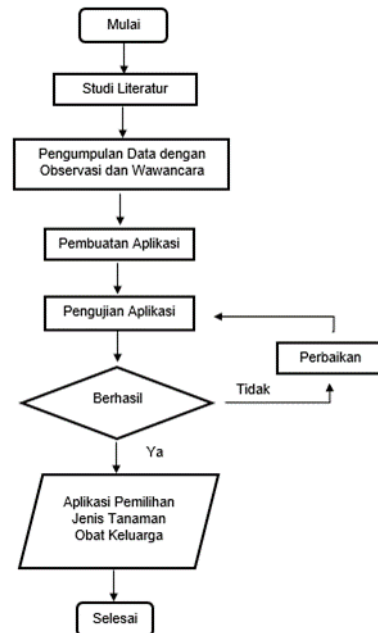 Mulai
Studi Literatur
Pengumpulan Data dengan
Observasi dan Wawancara
Pembuatan Aplikasi
Pengujian Aplikasi
Perbaikan
Berhasil
Tidak
Ya
Aplikasi Pemilihan
Jenis Tanaman
Obat Keluarga
Selesai